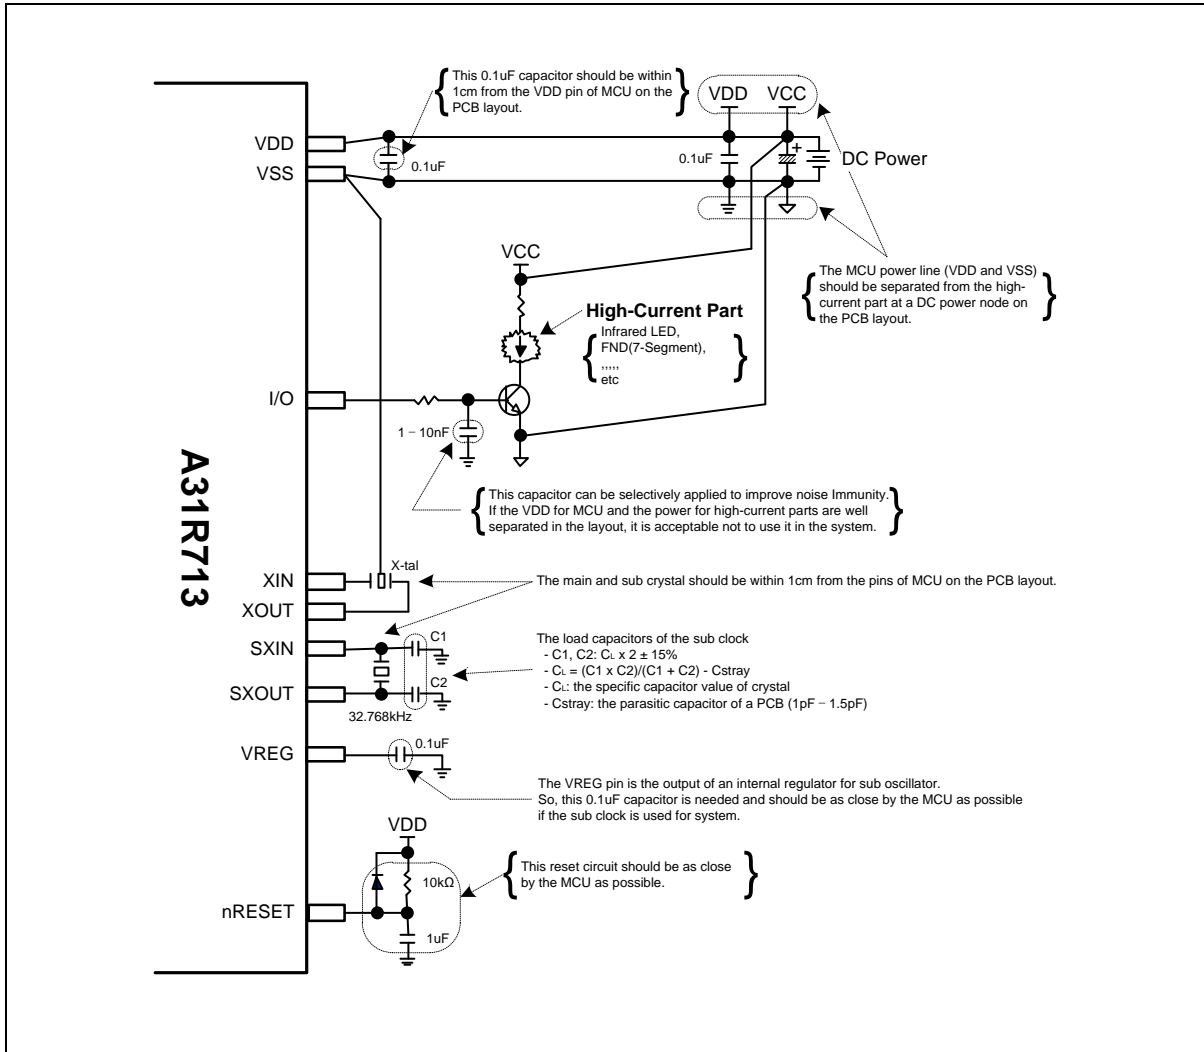 This 0.1uF capacitor should be within
1cm from the VDD pin of MCU on the
PCB layout.
VDD
VCC
VDD
VSS
0.1uF
0.1uF
+
DC Power
VCC
The MCU power line (VDD and VSS)
should be separated from the high-
current part at a DC power node on
the PCB layout.
High-Current Part
Infrared LED,
FND(7-Segment),
,,,,,
etc
I/O
1 – 10nF
This capacitor can be selectively applied to improve noise Immunity.
If the VDD for MCU and the power for high-current parts are well
separated in the layout, it is acceptable not to use it in the system.
A31R713
X-tal
XIN
XOUT
The main and sub crystal should be within 1cm from the pins of MCU on the PCB layout.
SXIN
C1
SXOUT
C2
32.768kHz
The load capacitors of the sub clock
- C1, C2: CL x 2 ± 15%
- CL = (C1 x C2)/(C1 + C2) - Cstray
- CL: the specific capacitor value of crystal
- Cstray: the parasitic capacitor of a PCB (1pF – 1.5pF)
VREG
0.1uF
The VREG pin is the output of an internal regulator for sub oscillator.
So, this 0.1uF capacitor is needed and should be as close by the MCU as possible
if the sub clock is used for system.
VDD
10kΩ
This reset circuit should be as close
by the MCU as possible.
nRESET
1uF